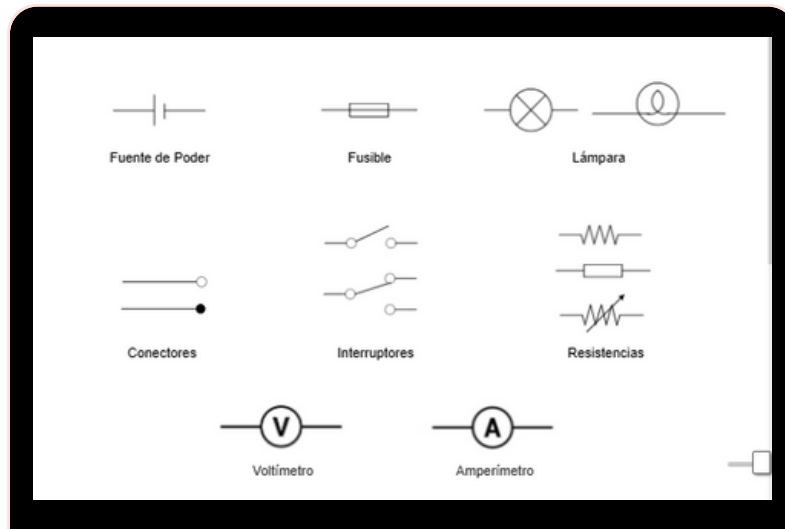 Fuente de Poder
Fusible
Lámpara
Conectores
Interruptores
Resistencias
V
A
Voltímetro
Amperímetro